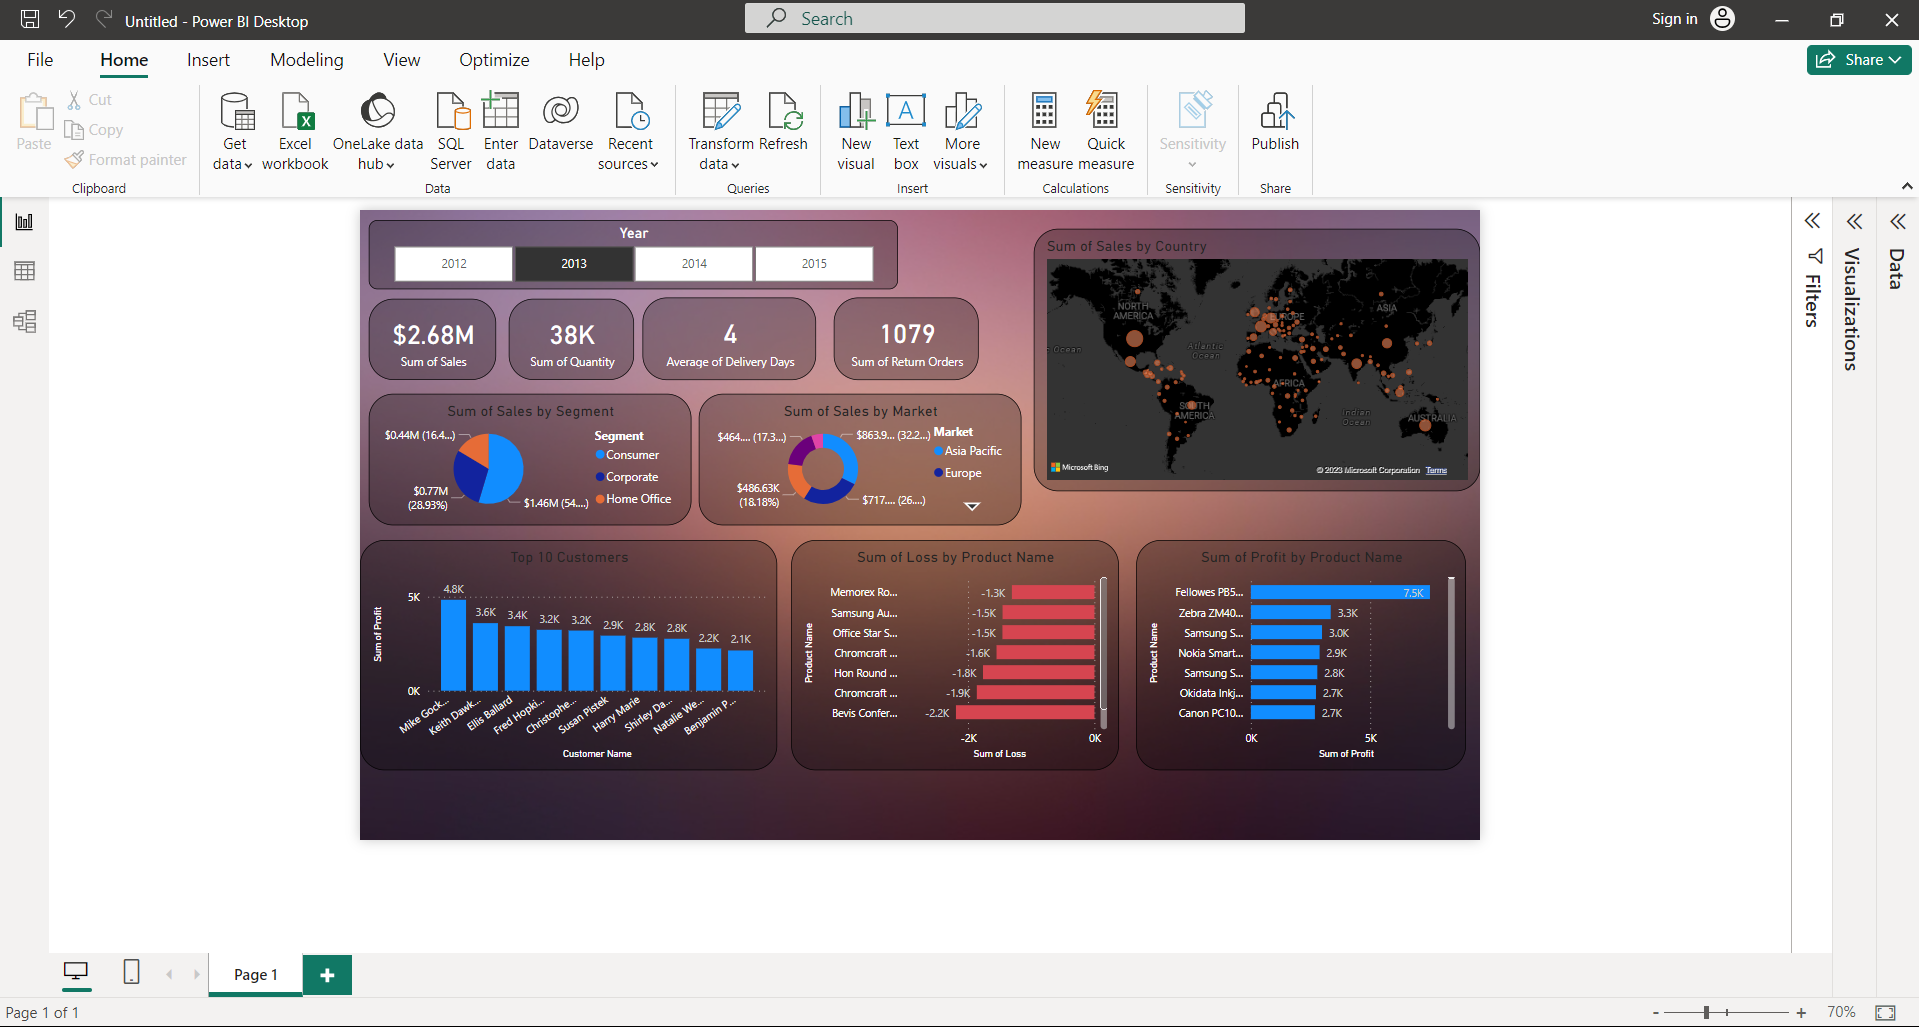 Untitled - Power BI Desktop
Search
Sign in
File
Home
Insert
Modeling
View
Optimize
Help
Share
Paste
Cut
Copy
Format painter
Clipboard
Get data
Excel workbook
OneLake data hub
SQL Server
Enter data
Dataverse
Recent sources
Data
Transform data
Refresh
Queries
New visual
Text box
More visuals
Insert
New measure
Quick measure
Calculations
Sensitivity
Sensitivity
Publish
Share
Year
2012
2013
2014
2015
$2.68M
Sum of Sales
38K
Sum of Quantity
4
Average of Delivery Days
1079
Sum of Return Orders
Sum of Sales by Country
NORTH AMERICA
EUROPE
ASIA
Atlantic Ocean
Ocean
AFRICA
SOUTH AMERICA
Indian Ocean
AUSTRALIA
Microsoft Bing
© 2023 Microsoft Corporation Terms
Sum of Sales by Segment
$0.44M (16.4...)
$0.77M
(28.93%)
$1.46M (54....)
Segment
Consumer
Corporate
Home Office
Sum of Sales by Market
$464.... (17.3...)
$863.9... (32.2...)
$486.63K
(18.18%)
$717.... (26....)
Market
Asia Pacific
Europe
Top 10 Customers
Sum of Profit
5K
0K
4.8K
3.6K
3.4K
3.2K
3.2K
2.9K
2.8K
2.8K
2.2K
2.1K
Mike Gock...
Keith Dawk...
Ellis Ballard
Fred Hopki...
Christophe...
Susan Pistek
Harry Marie
Shirley Da...
Natalie We...
Benjamin P...
Customer Name
Sum of Loss by Product Name
Product Name
Memorex Ro... -1.3K
Samsung Au... -1.5K
Office Star S... -1.5K
Chromcraft ... -1.6K
Hon Round ... -1.8K
Chromcraft ... -1.9K
Bevis Confer... -2.2K
-2K
0K
Sum of Loss
Sum of Profit by Product Name
Product Name
Fellowes PB5... 7.5K
Zebra ZM40... 3.3K
Samsung S... 3.0K
Nokia Smart... 2.9K
Samsung S... 2.8K
Okidata Inkj... 2.7K
Canon PC10... 2.7K
0K
5K
Sum of Profit
Filters
Visualizations
Data
Page 1
Page 1 of 1
70%